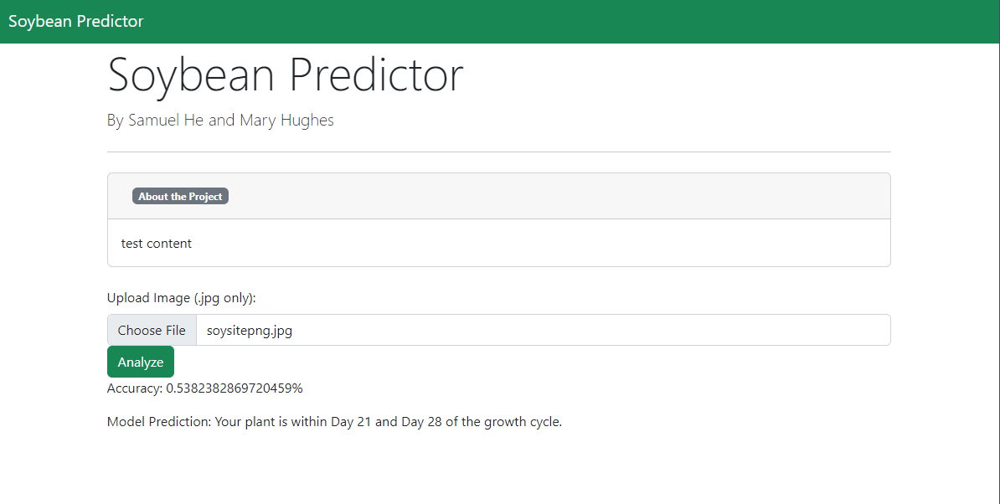 Soybean Predictor
Soybean Predictor
By Samuel He and Mary Hughes
About the Project
test content
Upload Image (.jpg only):
Choose File soysitepng.jpg
Analyze
Accuracy: 0.5382382869720459%
Model Prediction: Your plant is within Day 21 and Day 28 of the growth cycle.